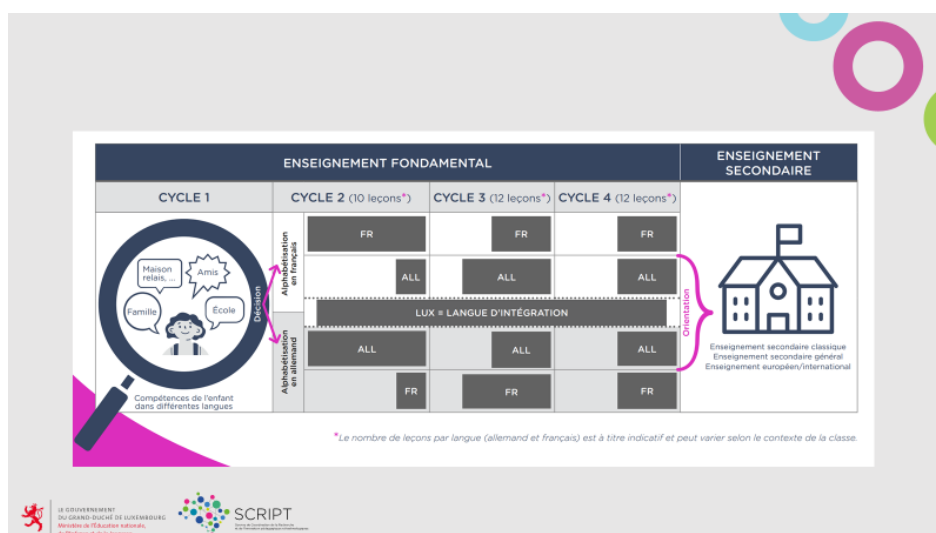 ENSEIGNEMENT FONDAMENTAL
ENSEIGNEMENT
SECONDAIRE
CYCLE 1
CYCLE 2 (10 leçons*)
CYCLE 3 (12 leçons*)
CYCLE 4 (12 leçons*)
Maison
relais, ...
Amis
Famille
École
Décision
Compétences de l'enfant
dans différentes langues
Alphabétisation
en français
FR
FR
FR
ALL
ALL
ALL
LUX = LANGUE D'INTÉGRATION
Alphabétisation
en allemand
ALL
ALL
ALL
FR
FR
FR
Orientation
Enseignement secondaire classique
Enseignement secondaire général
Enseignement européen/international
*Le nombre de leçons par langue (allemand et français) est à titre indicatif et peut varier selon le contexte de la classe.
LE GOUVERNEMENT
DU GRAND-DUCHÉ DE LUXEMBOURG
Ministère de l'Éducation nationale,
SCRIPT